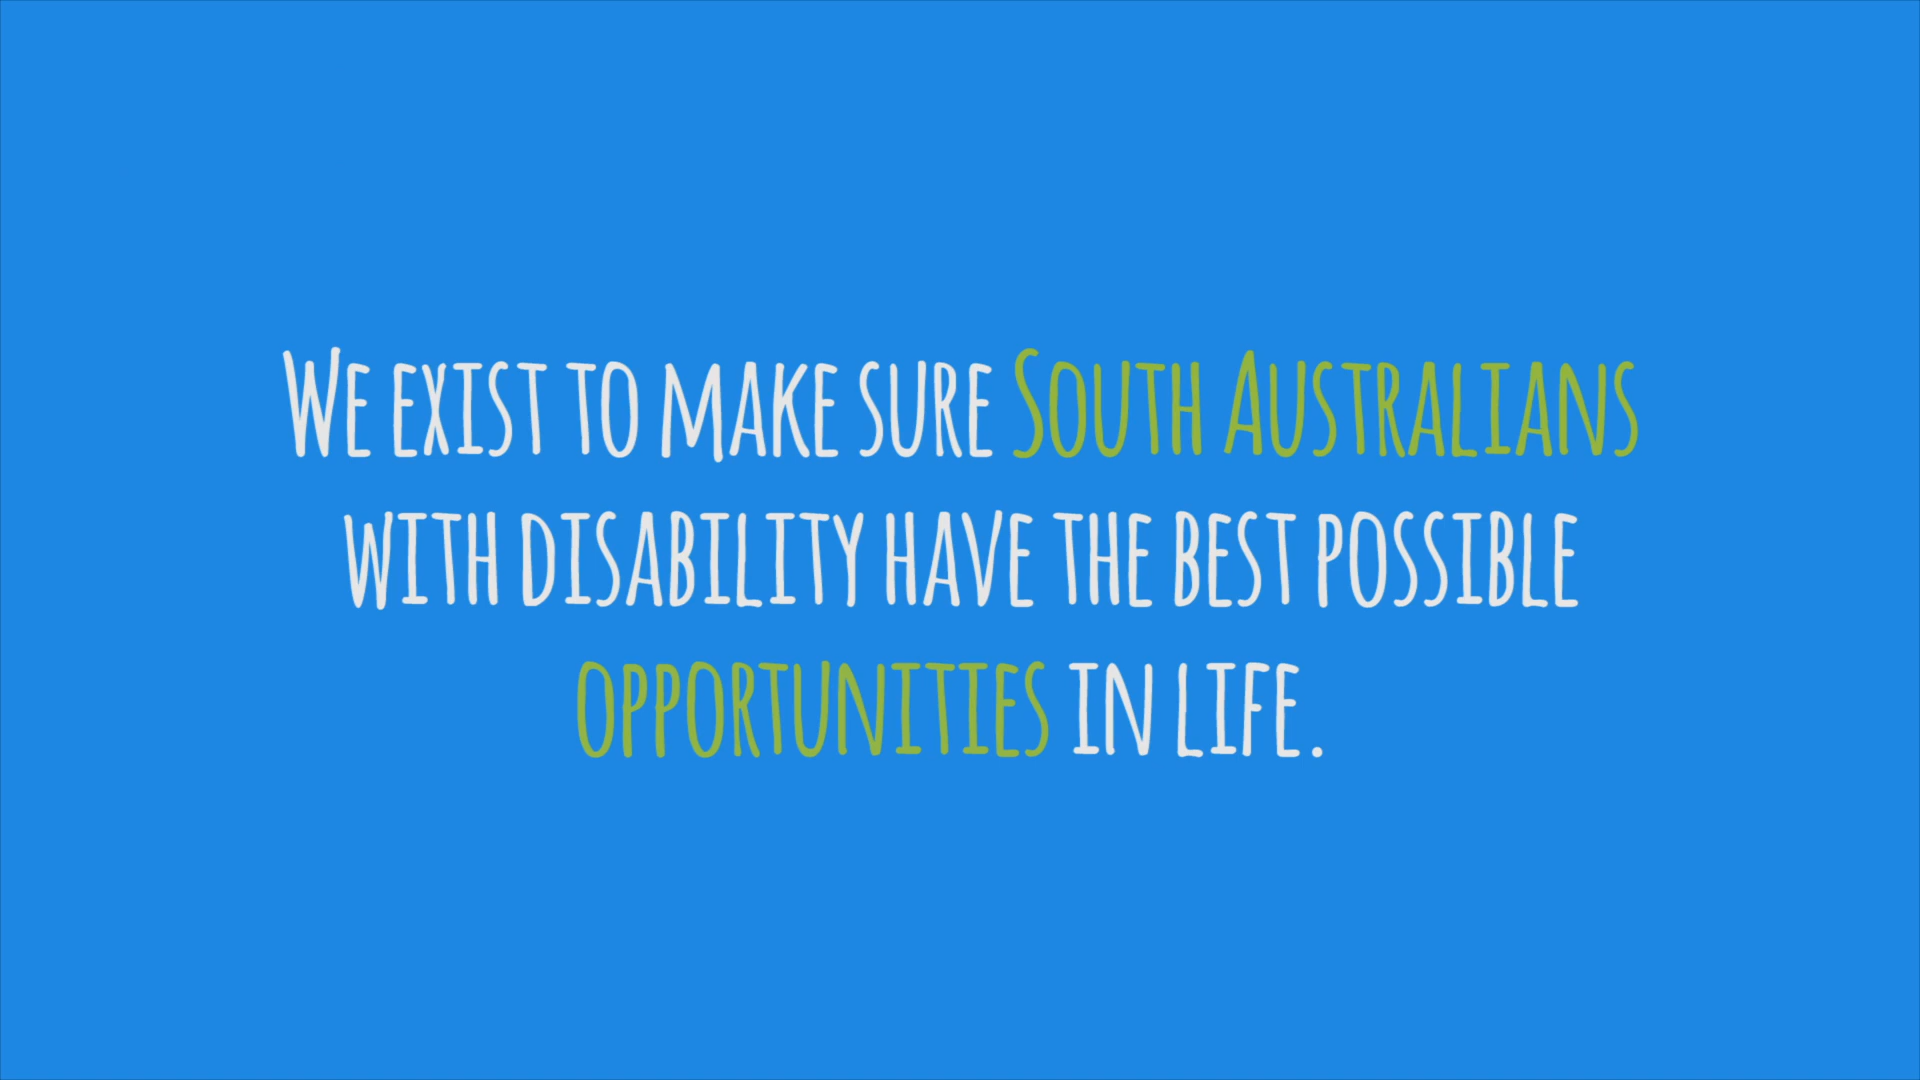 We exist to make sure South Australians
with disability have the best possible
opportunities in life.